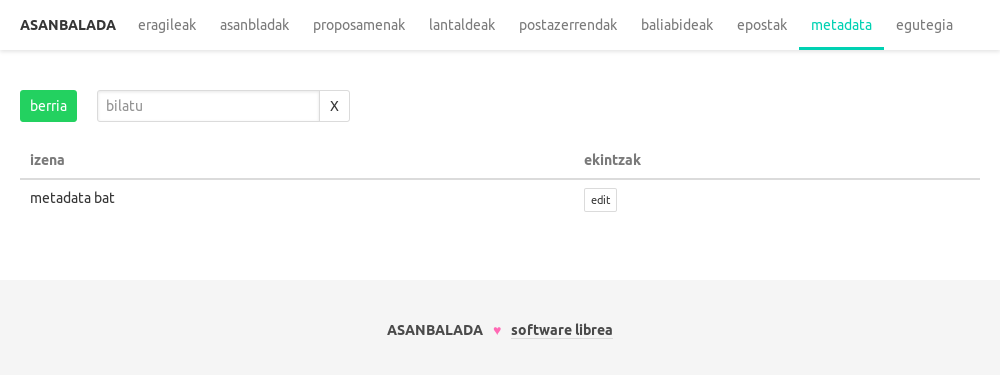 ASANBALADA eragileak asanbladak proposamenak lantaldeak postazerrendak baliabideak epostak metadata egutegia
berria bilatu X
izena ekintzak
metadata bat edit
ASANBALADA ♥ software librea